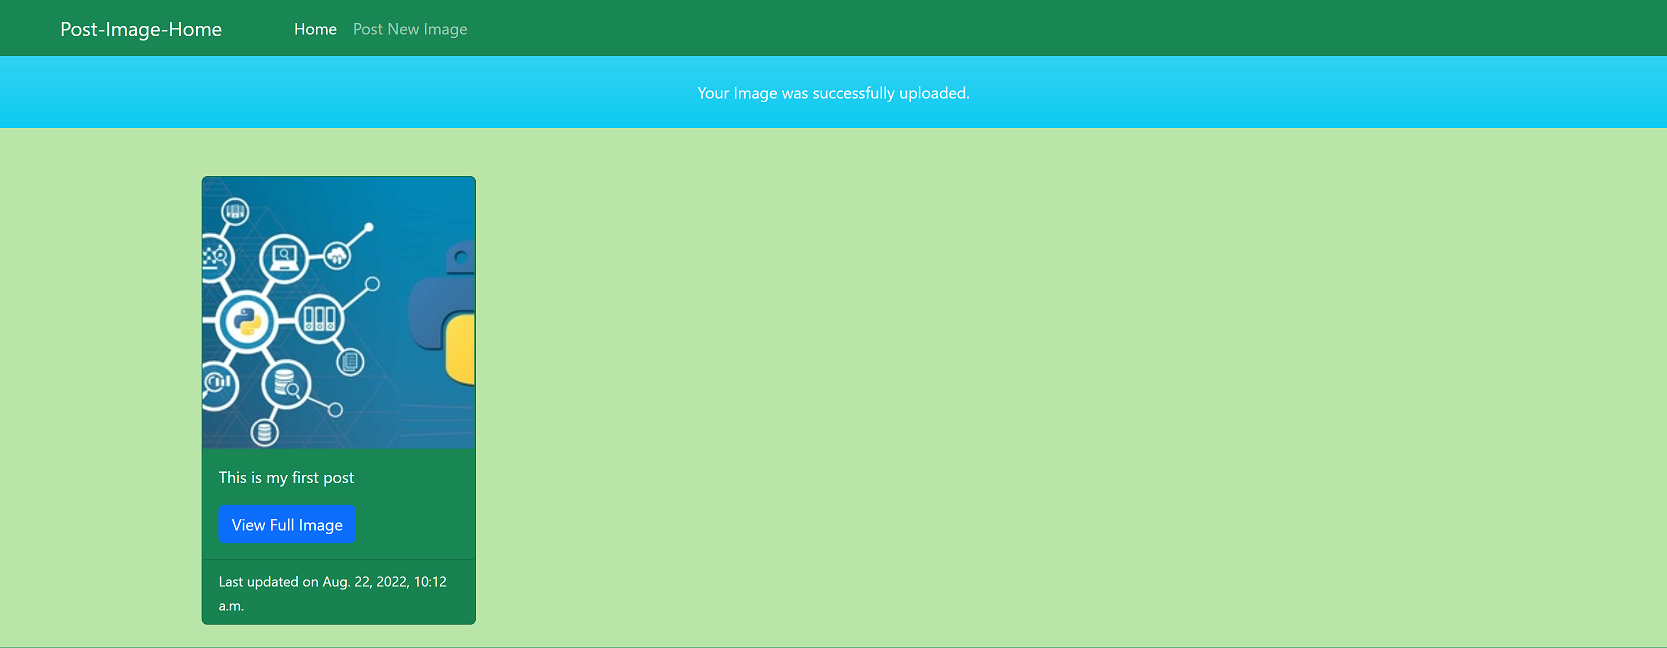 Post-Image-Home Home Post New Image
Your Image was successfully uploaded.
This is my first post
View Full Image
Last updated on Aug. 22, 2022, 10:12
a.m.